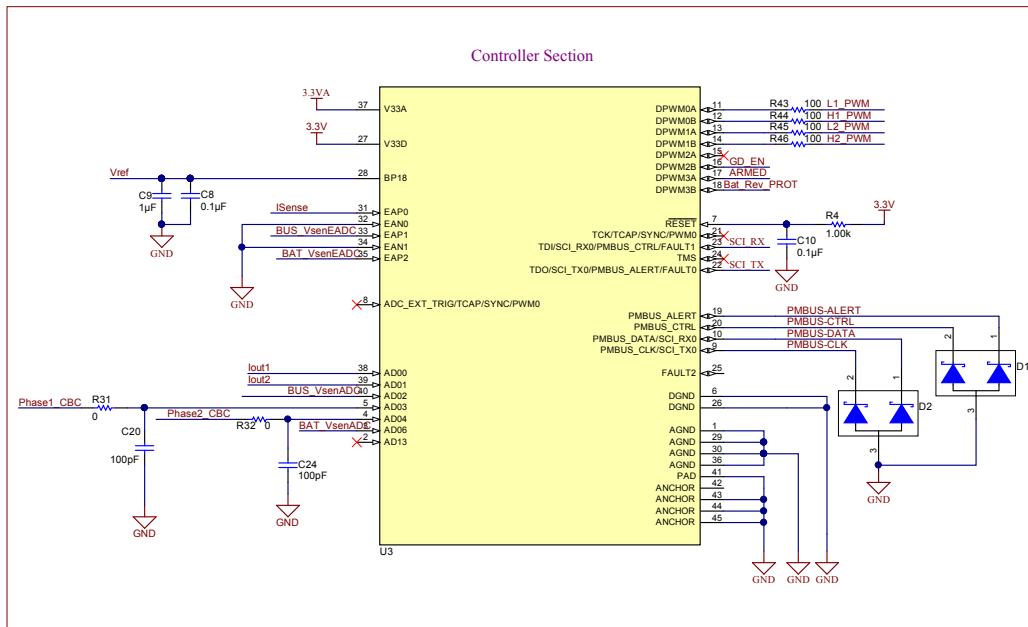 Controller Section
3.3VA
37 V33A
3.3V
27 V33D
Vref
28 BP18
C9
1µF
C8
0.1µF
GND
ISense
31 EAP0
32 EAN0
BUS_VsenEADC
33 EAP1
34 EAN1
BAT_VsenEADC
35 EAP2
GND
8 ADC_EXT_TRIG/TCAP/SYNC/PWM0
Iout1
38 AD00
Iout2
39 AD01
BUS_VsenADC
40 AD02
Phase1_CBC
R31
0
5 AD03
Phase2_CBC
R32
0
4 AD04
BAT_VsenADC
AD06
2 AD13
C20
100pF
GND
C24
100pF
GND
U3
DPWM0A 11 R43 100 L1_PWM
DPWM0B 12 R44 100 H1_PWM
DPWM1A 13 R45 100 L2_PWM
DPWM1B 14 R46 100 H2_PWM
DPWM2A 15
DPWM2B 16 GD_EN
DPWM3A 17 ARMED
DPWM3B 18 Bat_Rev_PROT
RESET 7
R4
1.00k
3.3V
C10
0.1µF
GND
TCK/TCAP/SYNC/PWM0 21
TDI/SCI_RX0/PMBUS_CTRL/FAULT1 23 SCI_RX
TMS 24
TDO/SCI_TX0/PMBUS_ALERT/FAULT0 22 SCI_TX
PMBUS_ALERT 19 PMBUS-ALERT
PMBUS_CTRL 20 PMBUS-CTRL
PMBUS_DATA/SCI_RX0 10 PMBUS-DATA
PMBUS_CLK/SCI_TX0 9 PMBUS-CLK
FAULT2 25
DGND 6
DGND 26
AGND 1
AGND 29
AGND 30
AGND 36
PAD 41
ANCHOR 42
ANCHOR 43
ANCHOR 44
ANCHOR 45
GND
GND
GND
2
1
D1
3
2
1
D2
3
GND